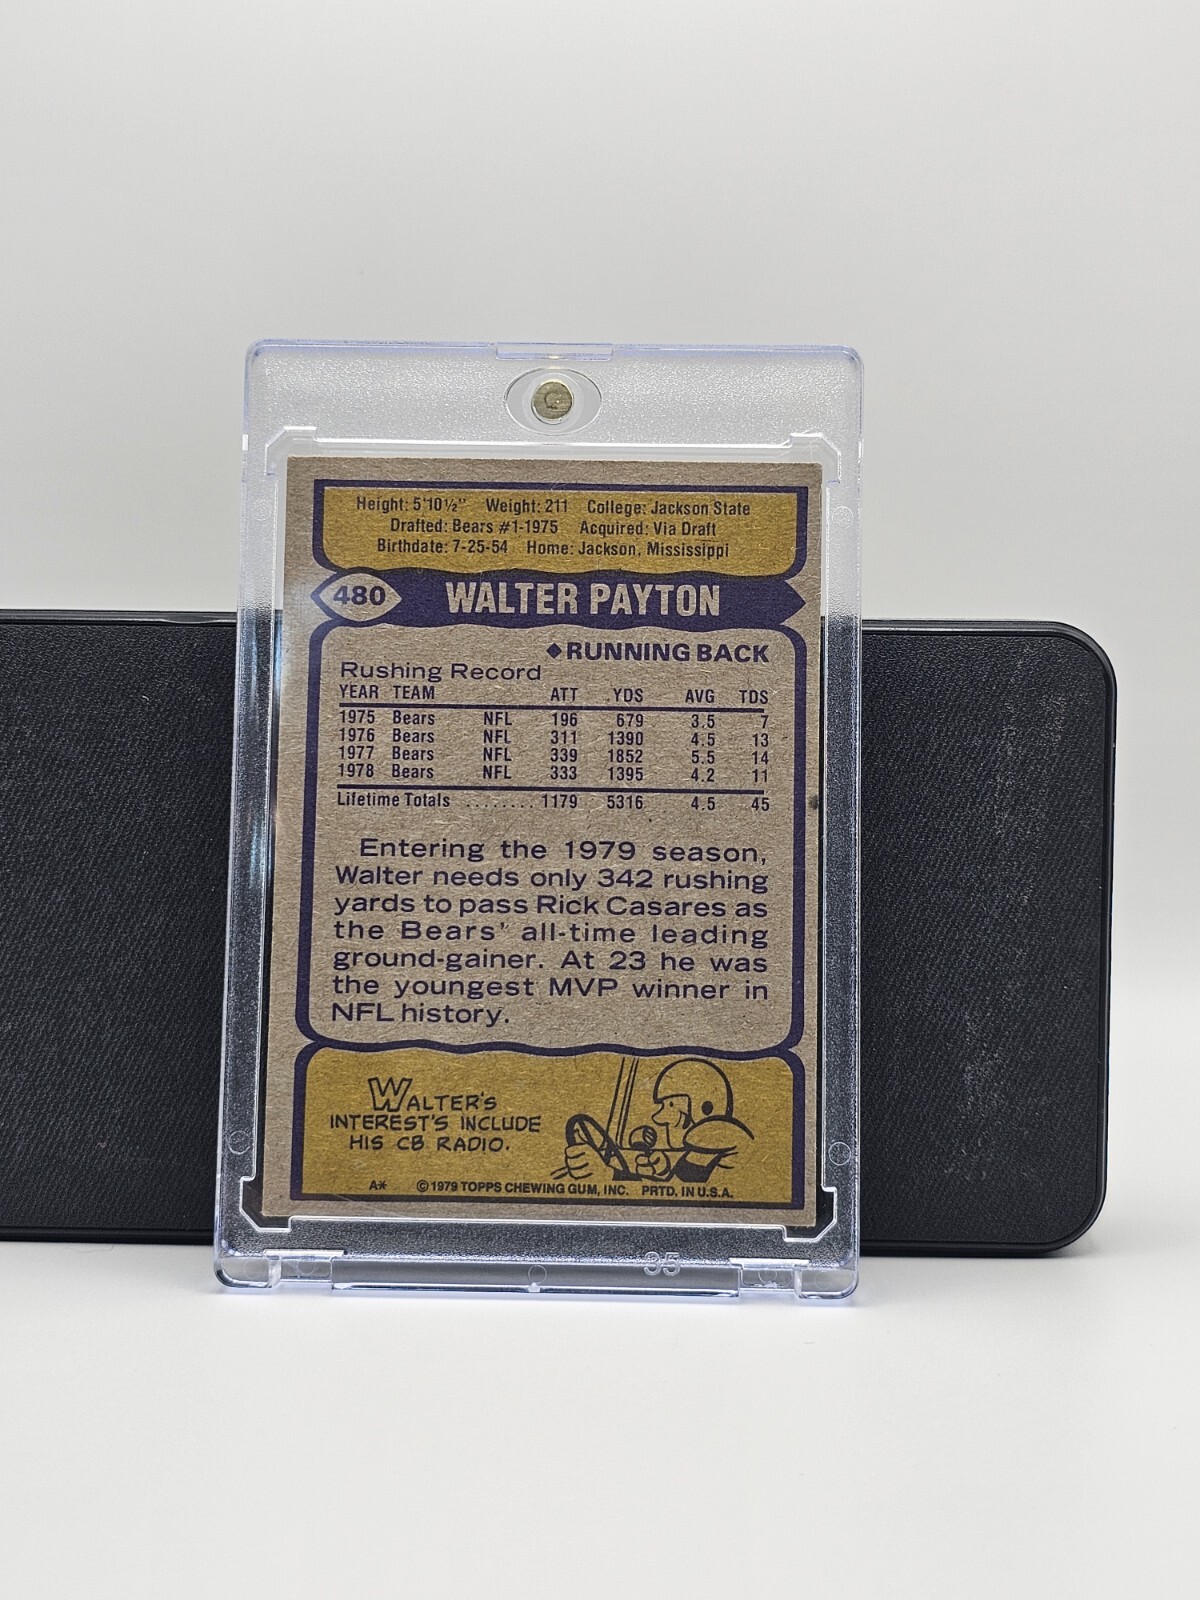 Height: 5'10½" Weight: 211 College: Jackson State
Drafted: Bears #1-1975 Acquired: Via Draft
Birthdate: 7-25-54 Home: Jackson, Mississippi
480 WALTER PAYTON
◆RUNNING BACK
Rushing Record
YEAR TEAM ATT. YDS AVG TDS
1975 Bears NFL 196 679 3.5 7
1976 Bears NFL 311 1390 4.5 13
1977 Bears NFL 339 1852 5.5 14
1978 Bears NFL 333 1395 4.2 11
Lifetime Totals ........ 1179 5316 4.5 45
Entering the 1979 season,
Walter needs only 342 rushing
yards to pass Rick Casares as
the Bears' all-time leading
ground-gainer. At 23 he was
the youngest MVP winner in
NFL history.
WALTER'S
INTEREST'S INCLUDE
HIS CB RADIO.
A* © 1979 TOPPS CHEWING GUM, INC. PRTD. IN U.S.A.
35